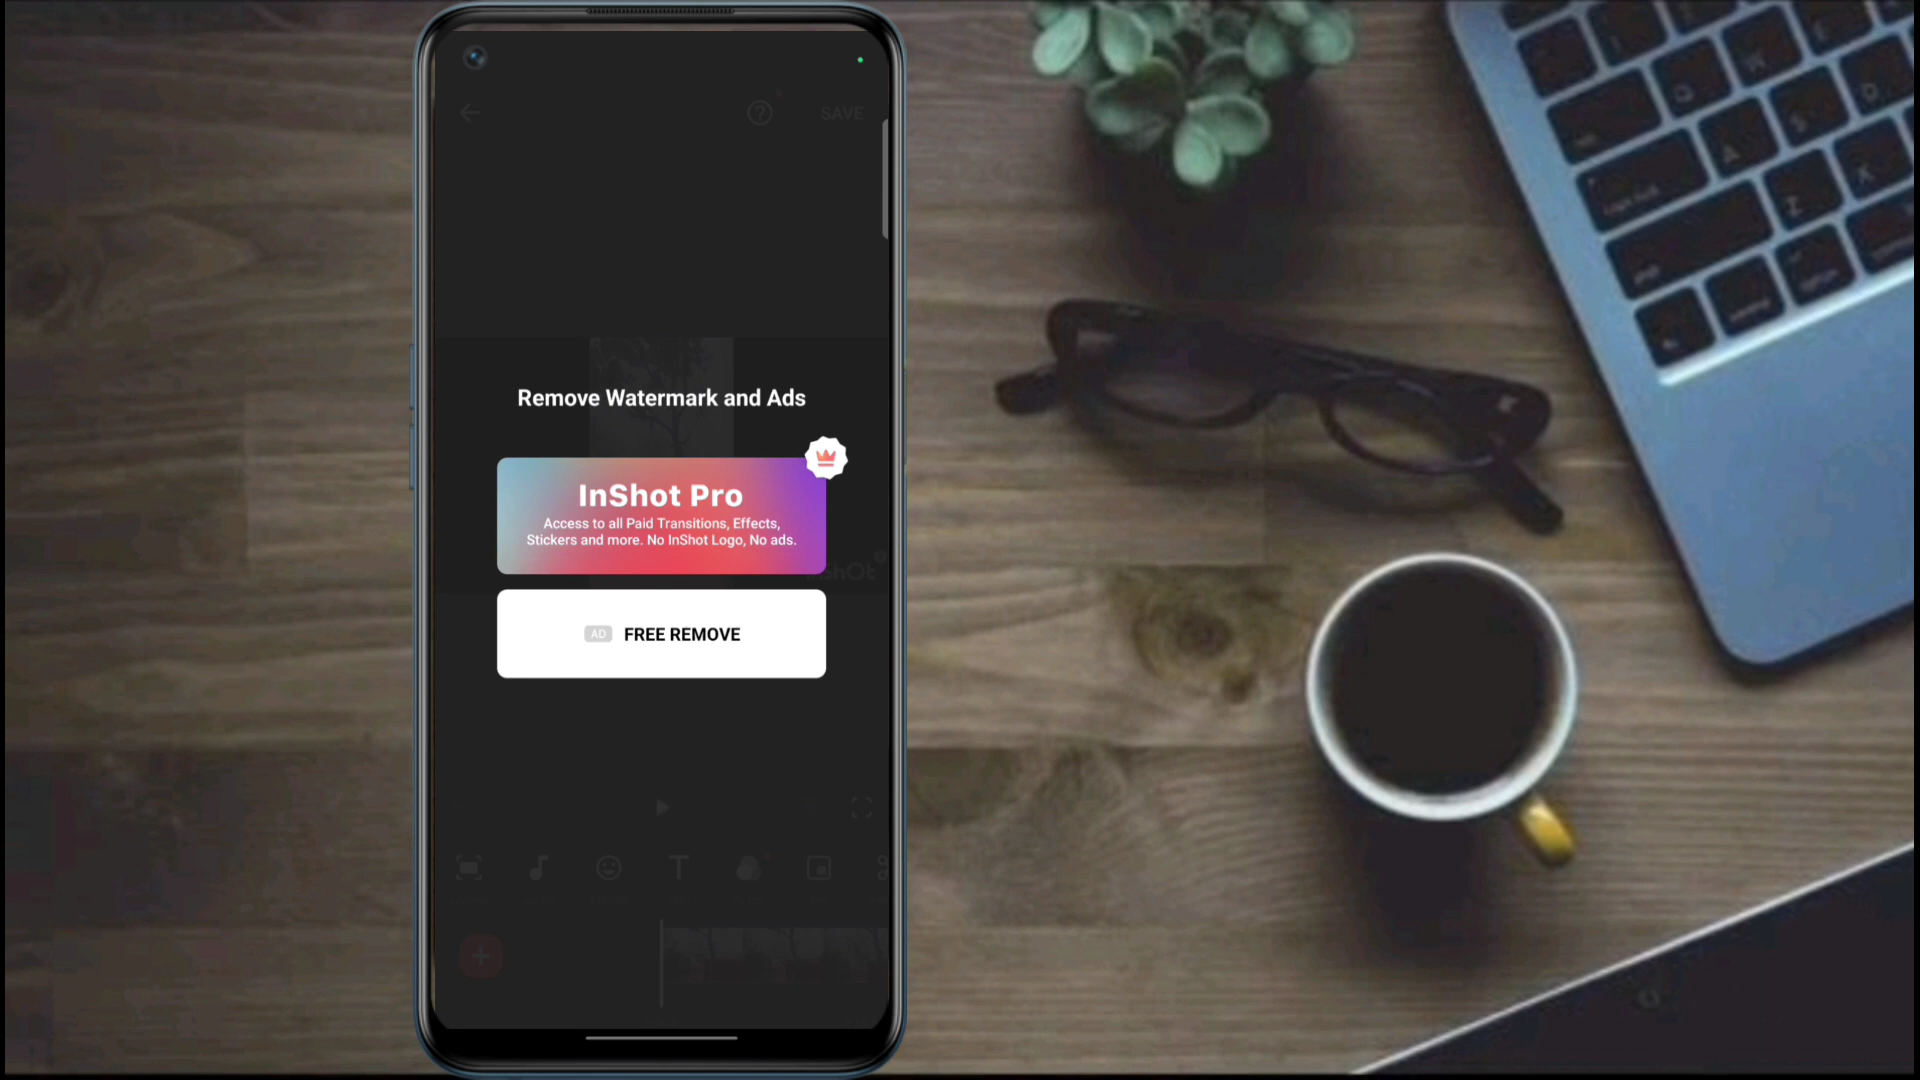 SAVE
Remove Watermark and Ads
InShot Pro
Access to all Paid Transitions, Effects,
Stickers and more. No InShot Logo, No ads.
AD FREE REMOVE